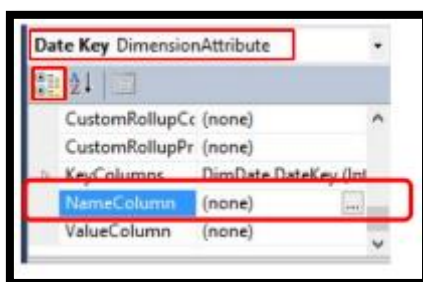 Date Key DimensionAttribute
CustomRollupCc (none)
CustomRollupPr (none)
KeyColumns DimDate.DateKey (Int
NameColumn (none) ...
ValueColumn (none)